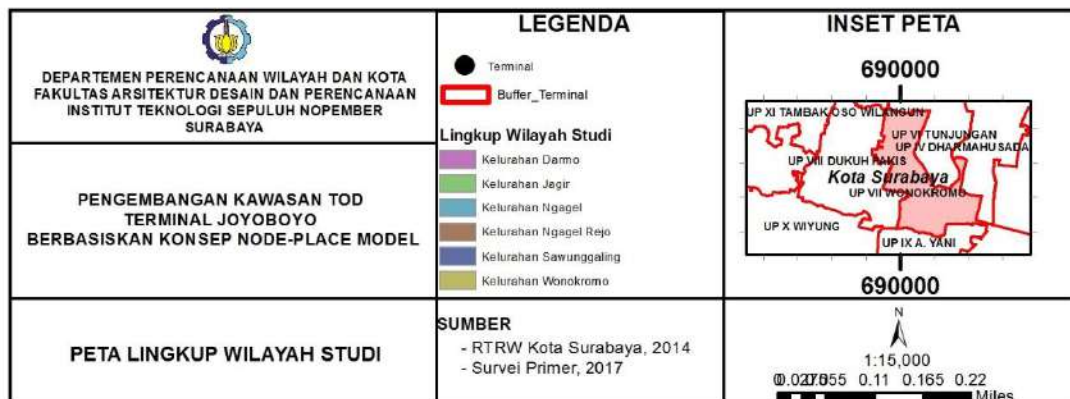 DEPARTEMEN PERENCANAAN WILAYAH DAN KOTA
FAKULTAS ARSITEKTUR DESAIN DAN PERENCANAAN
INSTITUT TEKNOLOGI SEPULUH NOPEMBER
SURABAYA
PENGEMBANGAN KAWASAN TOD
TERMINAL JOYOBOYO
BERBASISKAN KONSEP NODE-PLACE MODEL
PETA LINGKUP WILAYAH STUDI
LEGENDA
Terminal
Buffer_Terminal
Lingkup Wilayah Studi
Kelurahan Darmo
Kelurahan Jagir
Kelurahan Ngagel
Kelurahan Ngagel Rejo
Kelurahan Sawunggaling
Kelurahan Wonokromo
SUMBER
- RTRW Kota Surabaya, 2014
- Survei Primer, 2017
INSET PETA
690000
UP XI TAMBAK OSO WILANGUN
UP VI TUNJUNGAN
UP IV DHARMAHUSADA
UP VIII DUKUH PAKIS
Kota Surabaya
UP VII WONOKROMO
UP X WIYUNG
UP IX A. YANI
690000
N
1:15,000
0.11 0.165 0.22
Miles